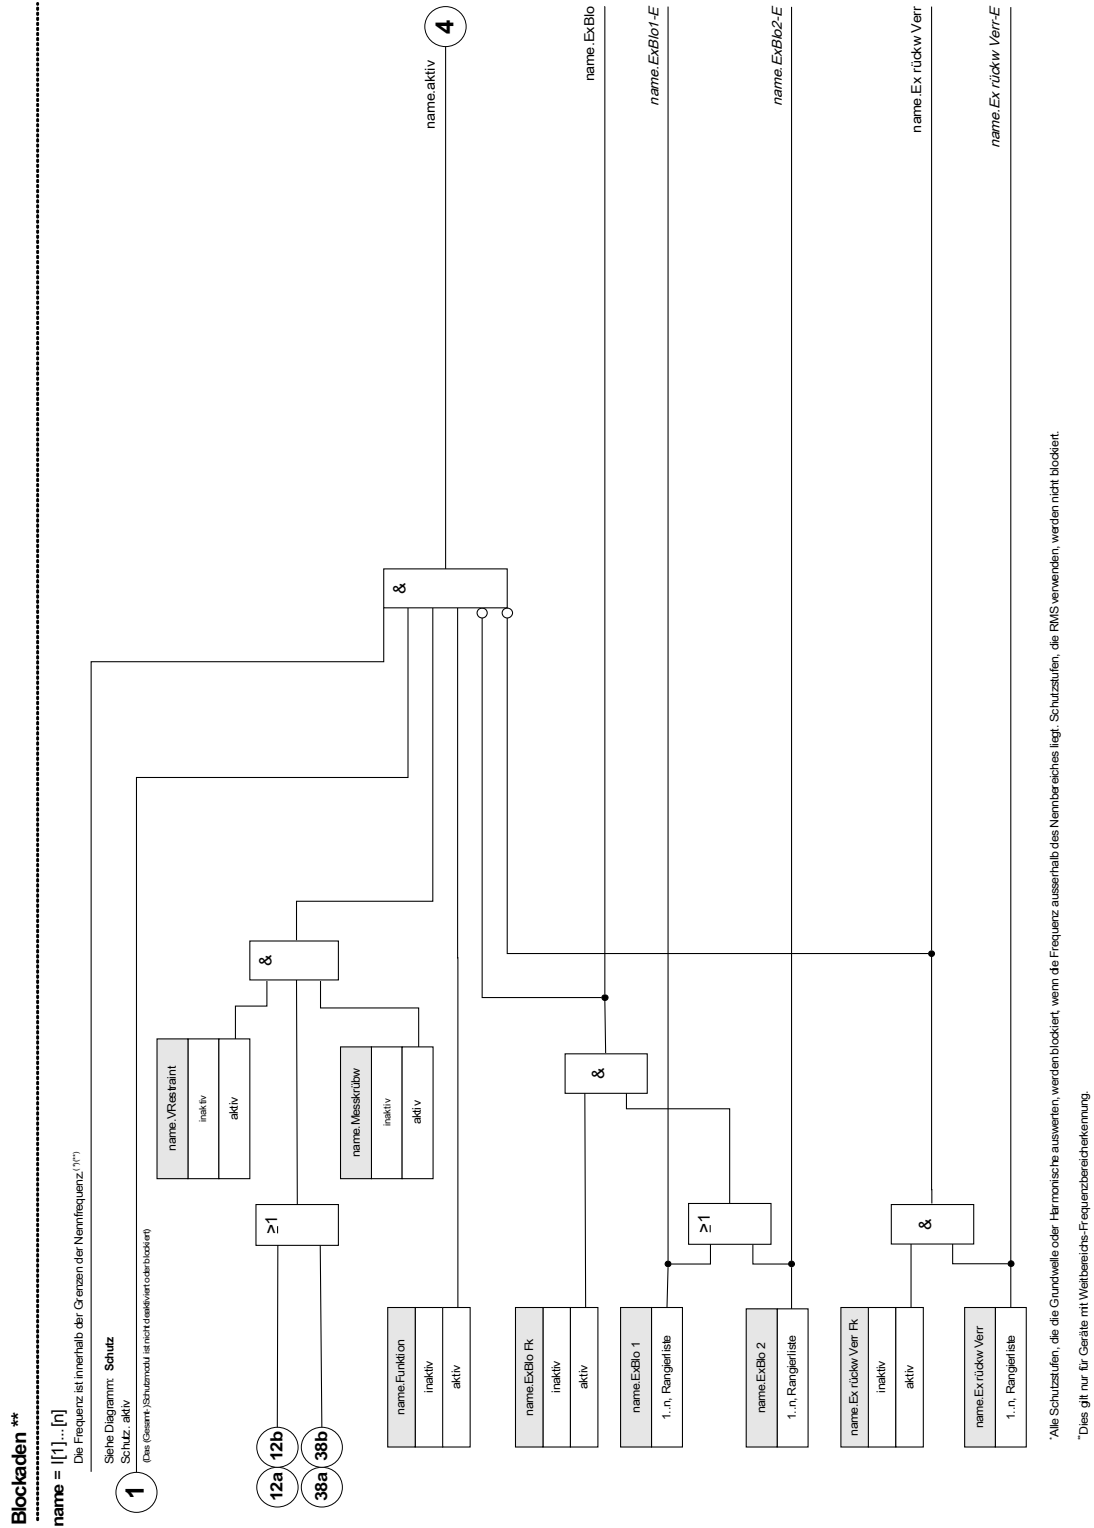 Blockaden **
name = I[1]...[n]
Die Frequenz ist innerhalb der Grenzen der Nennfrequenz.(*)(**)
Siehe Diagramm: Schutz
Schutz. aktiv
1
(Das (Gesamt-)Schutzmodul ist nicht deaktiviert oder blockiert)
12a 12b
38a 38b
≥1
name.VRestraint
inaktiv
aktiv
name.Messkrübw
inaktiv
aktiv
&
name.Funktion
inaktiv
aktiv
&
name.aktiv
4
name.ExBlo Fk
inaktiv
aktiv
&
name.ExBlo
name.ExBlo 1
1..n, Rangierliste
name.ExBlo1-E
≥1
name.ExBlo 2
1..n, Rangierliste
name.ExBlo2-E
name.Ex rückw Verr Fk
inaktiv
aktiv
&
name.Ex rückw Verr
name.Ex rückw Verr
1..n, Rangierliste
name.Ex rückw Verr-E
*Alle Schutzstufen, die die Grundwelle oder Harmonische auswerten, werden blockiert, wenn die Frequenz ausserhalb des Nennbereiches liegt. Schutzstufen, die RMS verwenden, werden nicht blockiert.
**Dies gilt nur für Geräte mit Weitbereichs-Frequenzbereicherkennung.